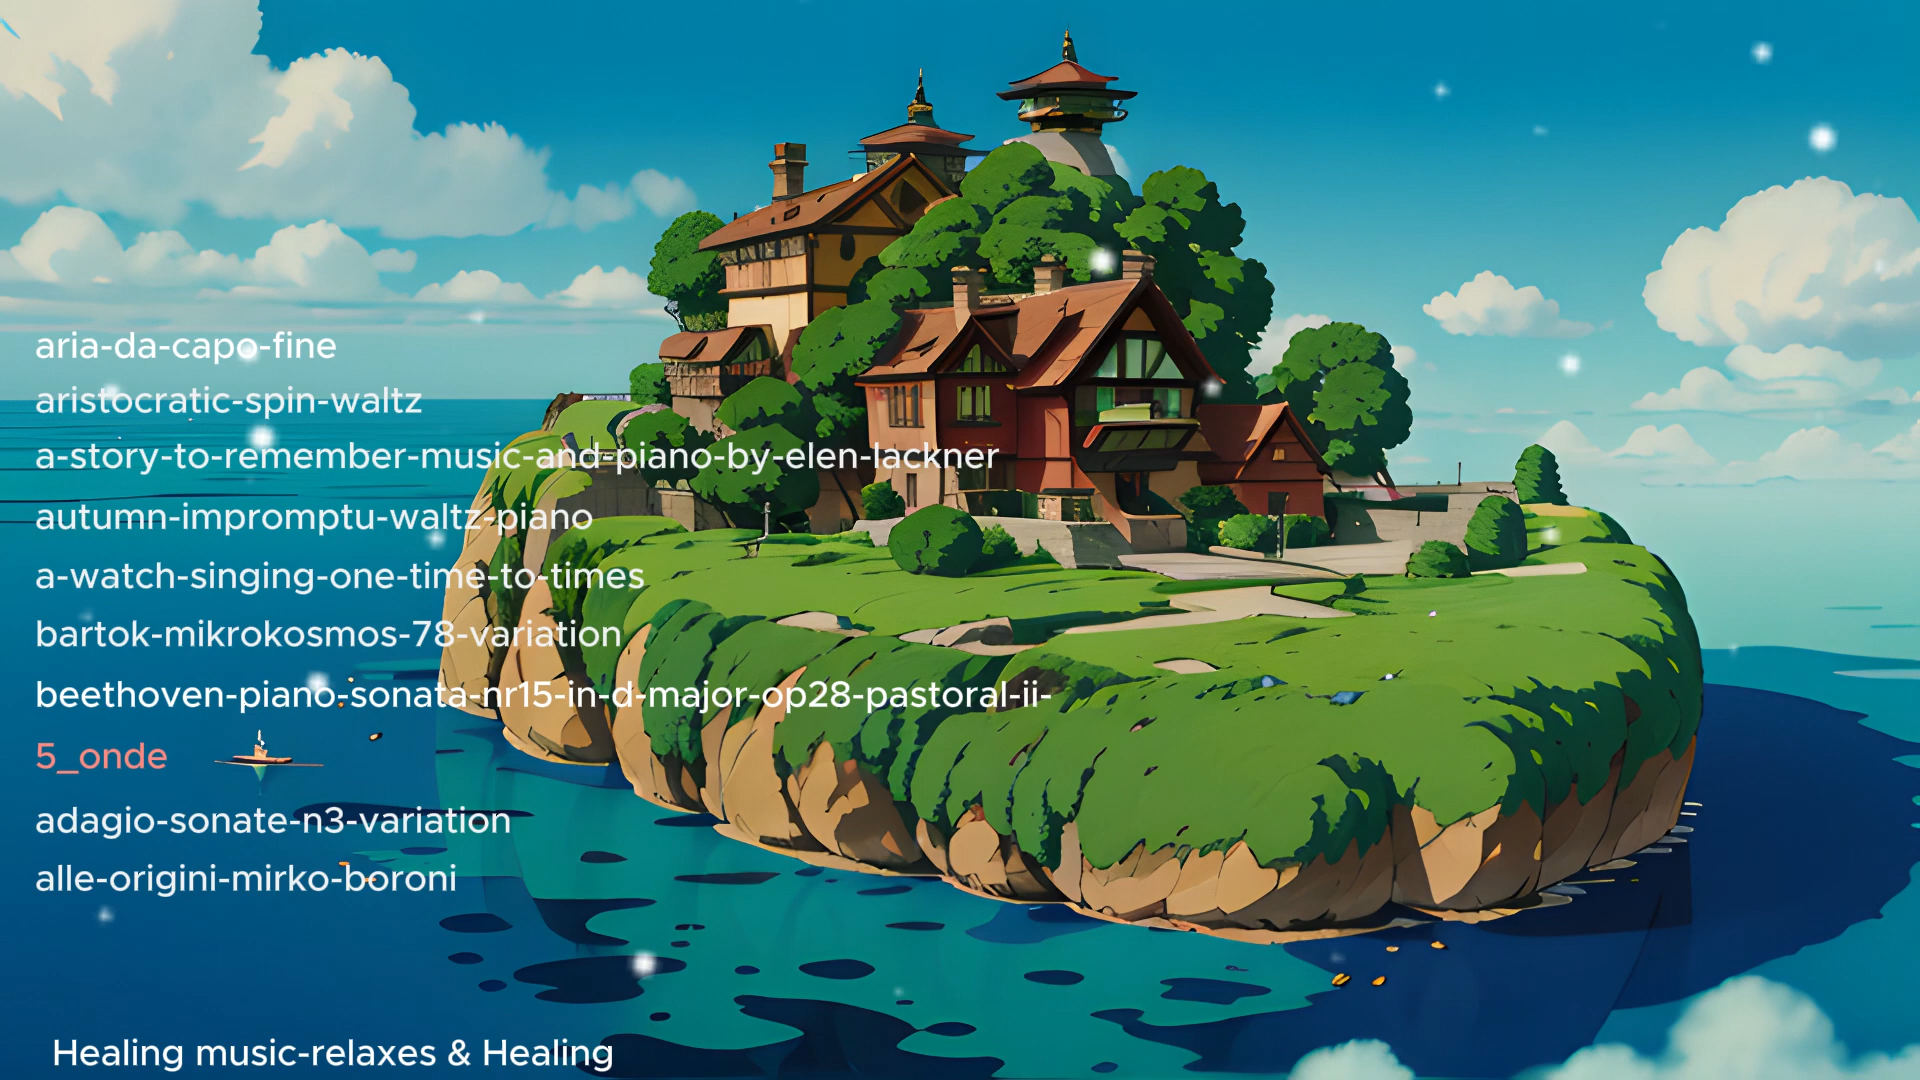 aria-da-capo-fine
aristocratic-spin-waltz
a-story-to-remember-music-and-piano-by-elen-lackner
autumn-impromptu-waltz-piano
a-watch-singing-one-time-to-times
bartok-mikrokosmos-78-variation
beethoven-piano-sonata-nr15-in-d-major-op28-pastoral-ii-
5_onde
adagio-sonate-n3-variation
alle-origini-mirko-boroni
Healing music-relaxes & Healing